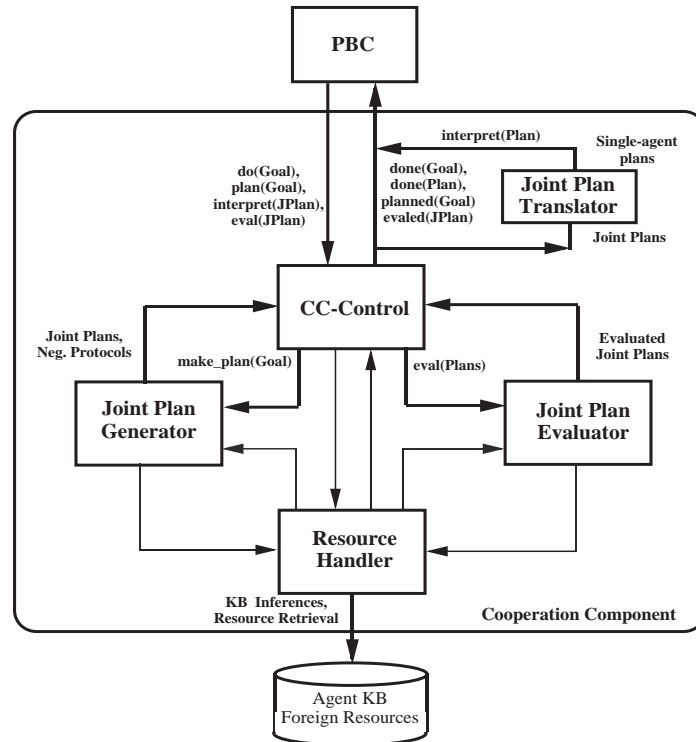 PBC
interpret(Plan)
Single-agent
plans
do(Goal),
plan(Goal),
interpret(JPlan),
eval(JPlan)
done(Goal),
done(Plan),
planned(Goal)
evaled(JPlan)
Joint Plan
Translator
Joint Plans
CC-Control
Joint Plans,
Neg. Protocols
make_plan(Goal)
eval(Plans)
Evaluated
Joint Plans
Joint Plan
Generator
Joint Plan
Evaluator
Resource
Handler
KB Inferences,
Resource Retrieval
Cooperation Component
Agent KB
Foreign Resources